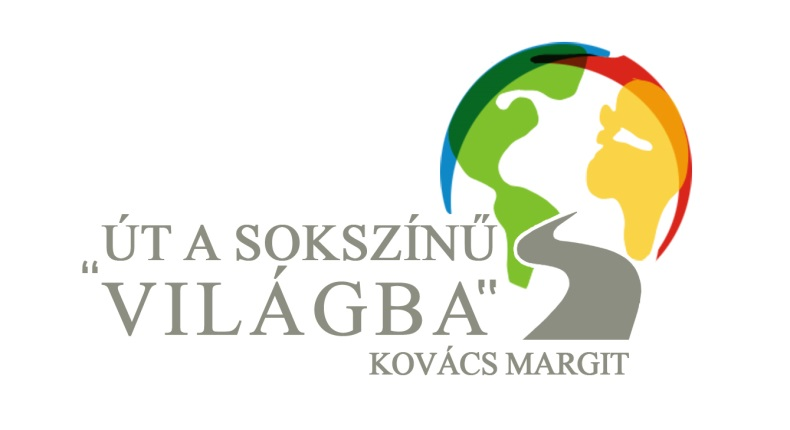 ÚT A SOKSZÍNŰ
“VILÁGBA”
KOVÁCS MARGIT